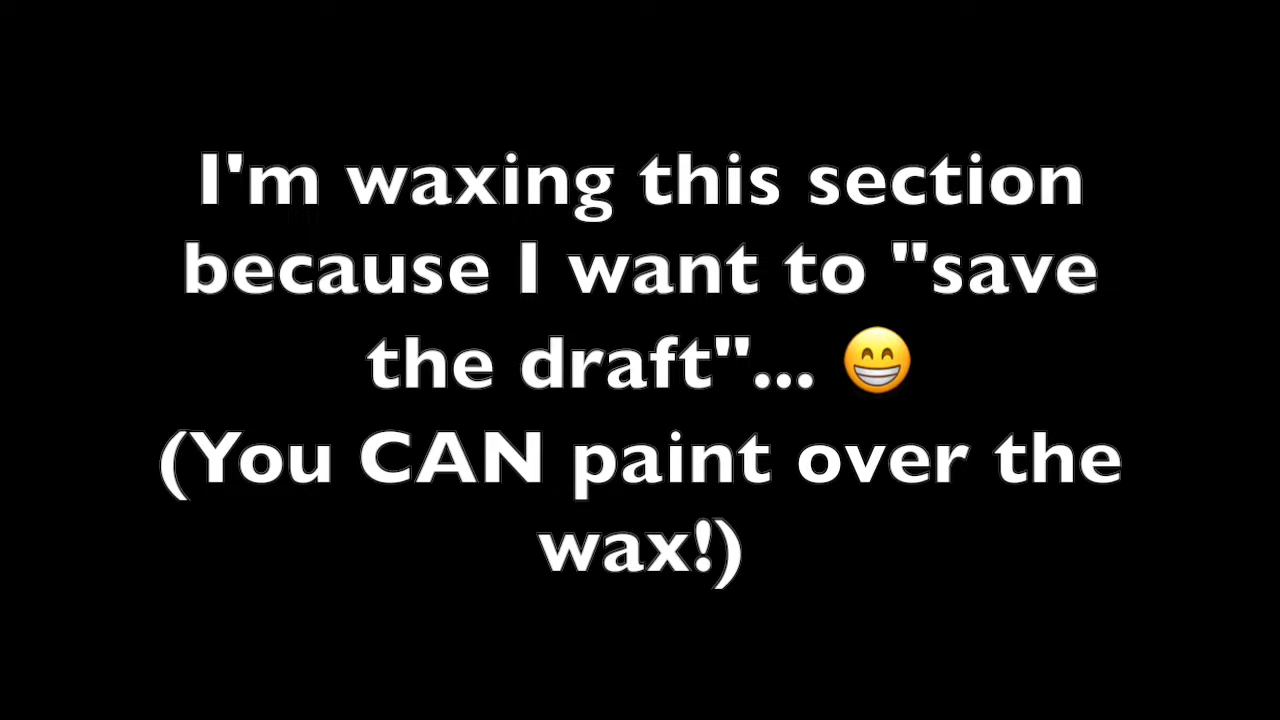 I'm waxing this section
because I want to "save
the draft"... 😁
(You CAN paint over the
wax!)